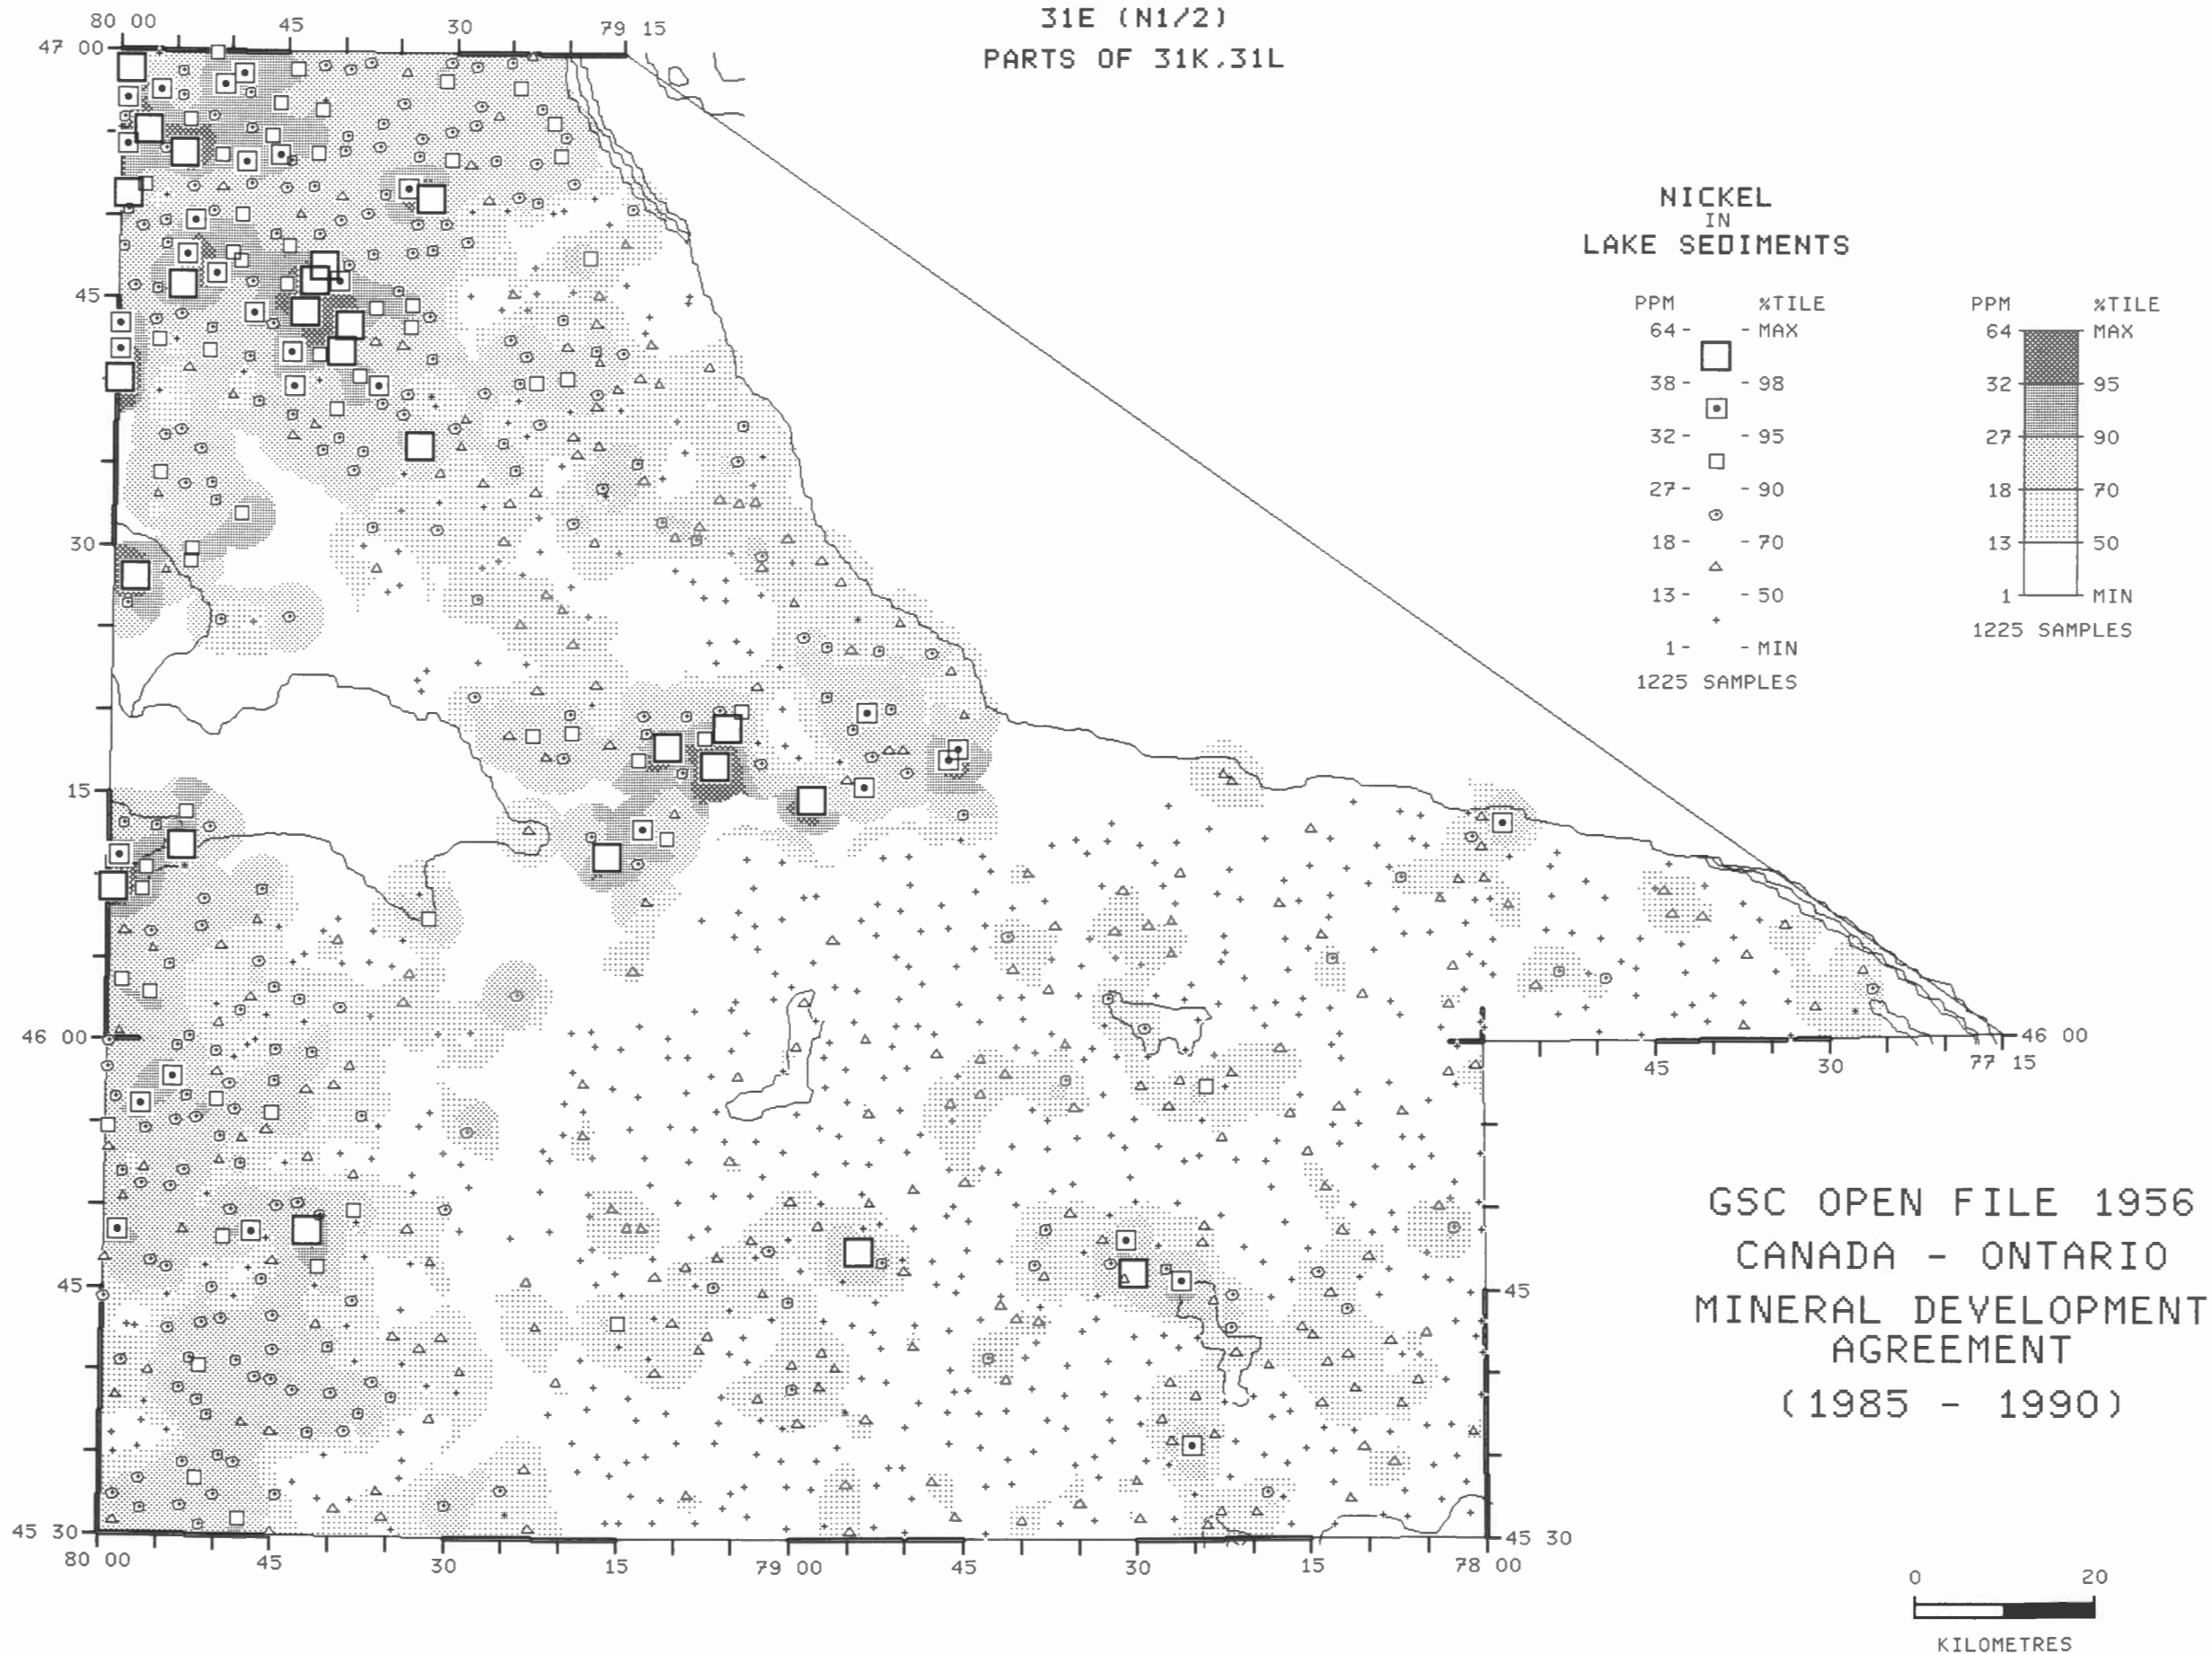 31E (N1/2)
PARTS OF 31K,31L
80 00 45 30 79 15
47 00
45
30
15
46 00
45
45 30
80 00 45 30 15 79 00 45 30 15 78 00
46 00
45 30 77 15
45
45 30
NICKEL
IN
LAKE SEDIMENTS
PPM %TILE
64 - - MAX
38 - - 98
32 - - 95
27 - - 90
18 - - 70
13 - - 50
1 - - MIN
1225 SAMPLES
PPM %TILE
64 MAX
32 95
27 90
18 70
13 50
1 MIN
1225 SAMPLES
GSC OPEN FILE 1956
CANADA - ONTARIO
MINERAL DEVELOPMENT
AGREEMENT
(1985 - 1990)
0 20
KILOMETRES